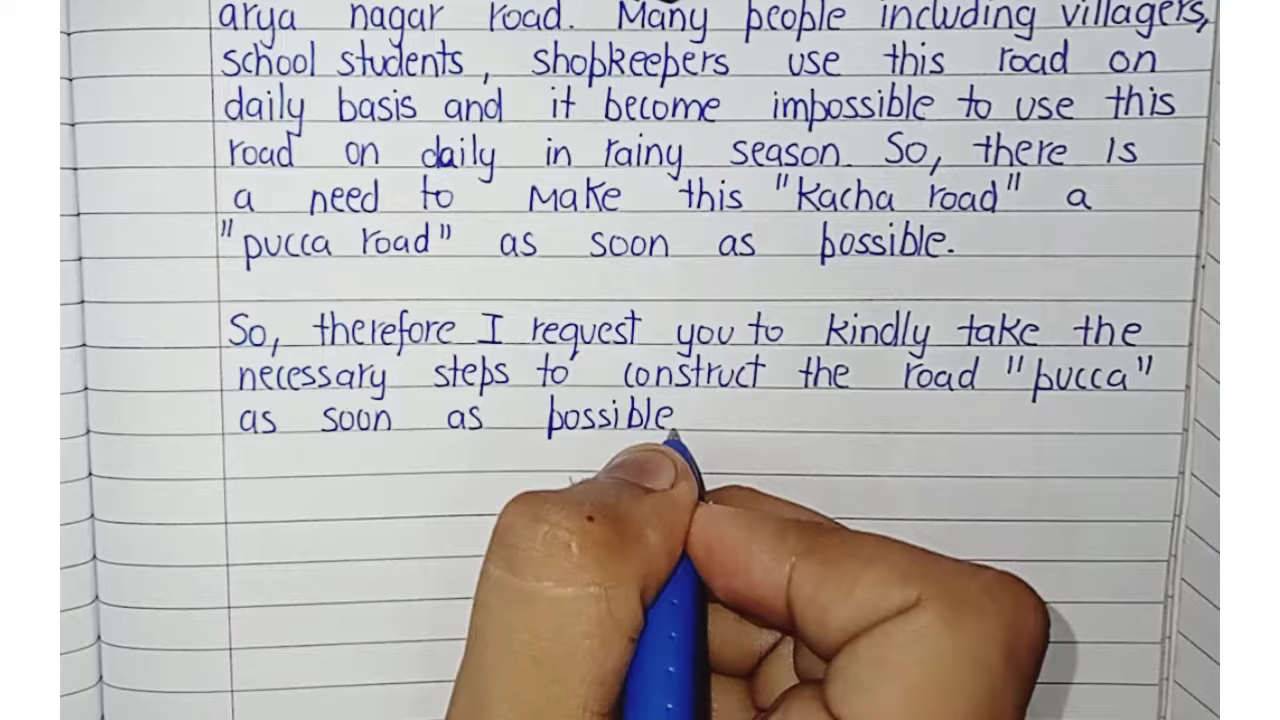 arya nagar road. Many people including villagers,
school students, shopkeepers use this road on
daily basis and it become impossible to use this
road on daily in rainy season. So, there is
a need to make this "Kacha road" a
"pucca road" as soon as possible.
So, therefore I request you to kindly take the
necessary steps to construct the road "pucca"
as soon as possible